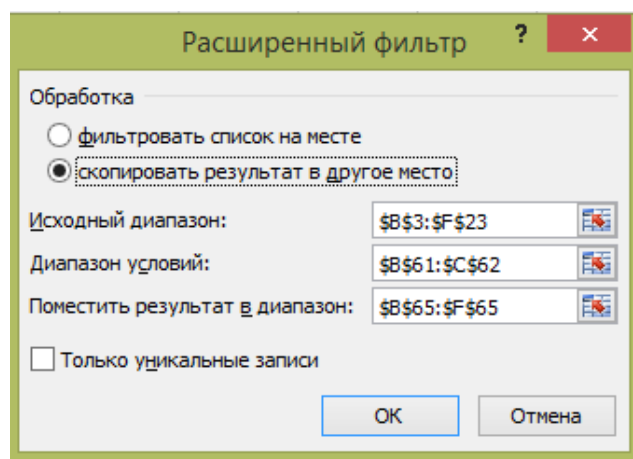 Расширенный фильтр ? ×
Обработка
фильтровать список на месте
скопировать результат в другое место
Исходный диапазон: $B$3:$F$23
Диапазон условий: $B$61:$C$62
Поместить результат в диапазон: $B$65:$F$65
Только уникальные записи
ОК Отмена